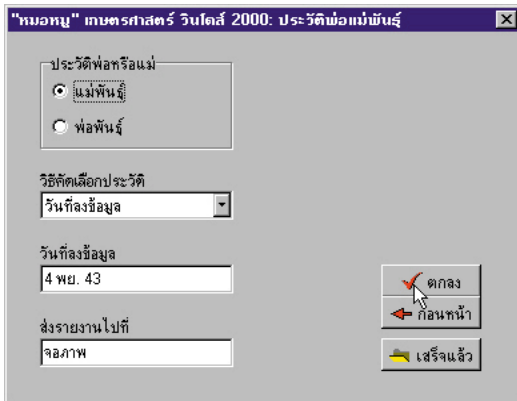 "หมอหมู" เกษตรศาสตร์ วินโดส์ 2000: ประวัติพ่อแม่พันธุ์
ประวัติพ่อหรือแม่
แม่พันธุ์
พ่อพันธุ์
วิธีคัดเลือกประวัติ
วันที่ลงข้อมูล
วันที่ลงข้อมูล
4 พย. 43
ตกลง
ก่อนหน้า
ส่งรายงานไปที่
จอภาพ
เสร็จแล้ว